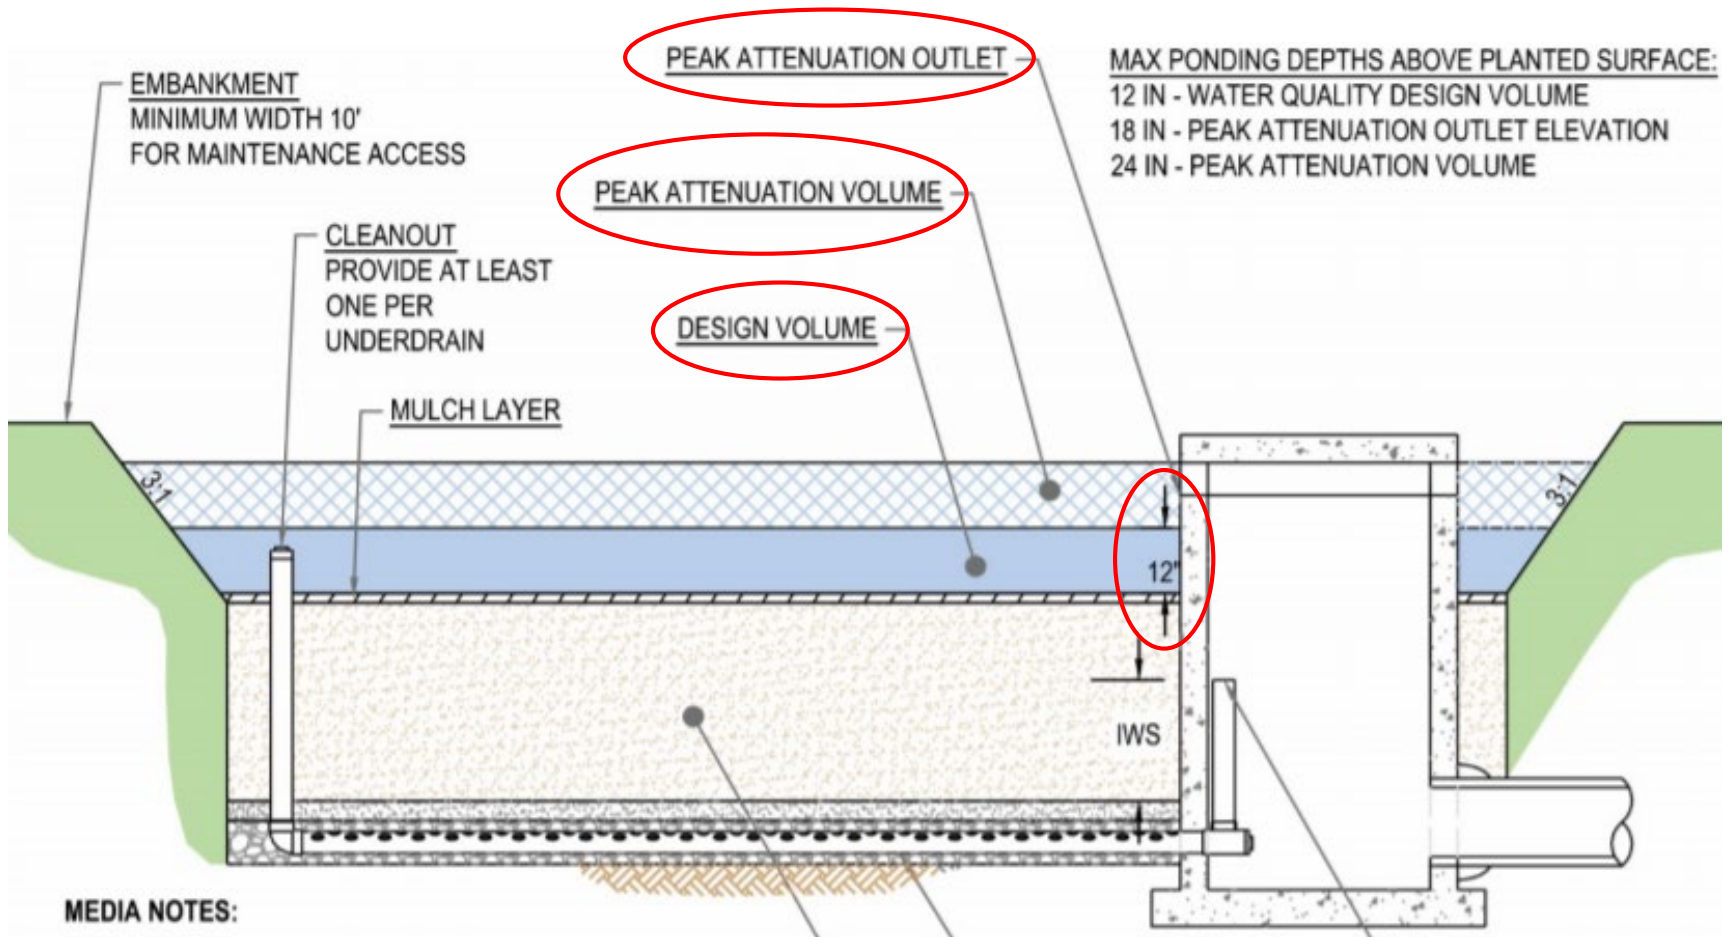 PEAK ATTENUATION OUTLET
MAX PONDING DEPTHS ABOVE PLANTED SURFACE:
12 IN - WATER QUALITY DESIGN VOLUME
18 IN - PEAK ATTENUATION OUTLET ELEVATION
24 IN - PEAK ATTENUATION VOLUME
EMBANKMENT
MINIMUM WIDTH 10'
FOR MAINTENANCE ACCESS
PEAK ATTENUATION VOLUME
CLEANOUT
PROVIDE AT LEAST
ONE PER
UNDERDRAIN
DESIGN VOLUME
MULCH LAYER
3:1
3:1
12"
IWS
MEDIA NOTES: